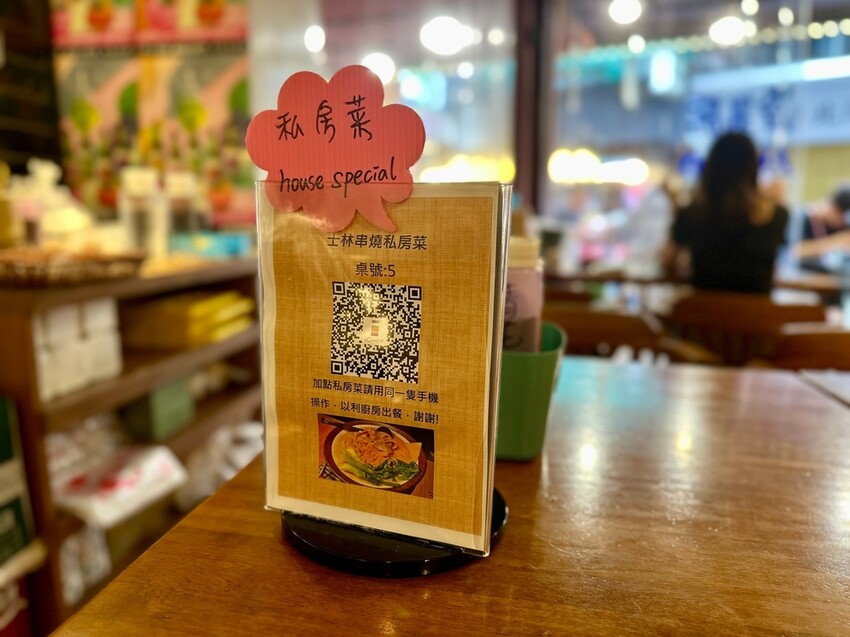 私房菜
house special
士林串燒私房菜
桌號:5
加點私房菜請用同一隻手機
操作，以利廚房出餐，謝謝!